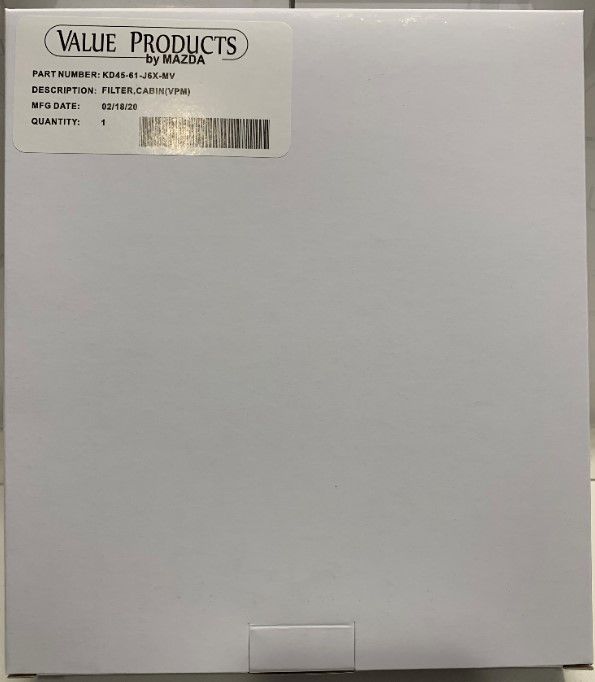 VALUE PRODUCTS
by MAZDA
PART NUMBER: KD45-61-J6X-MV
DESCRIPTION: FILTER,CABIN(VPM)
MFG DATE: 02/18/20
QUANTITY: 1